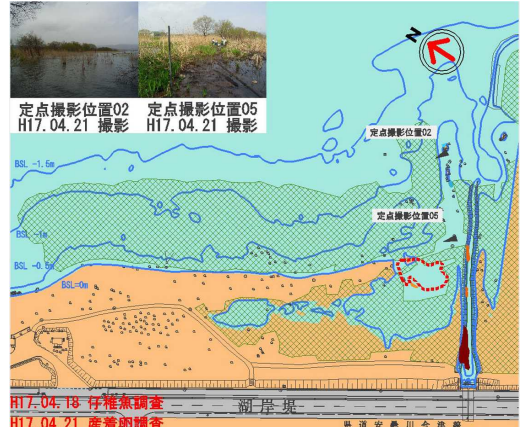 定点撮影位置02
H17.04.21 撮影
定点撮影位置05
H17.04.21 撮影
N
定点撮影位置02
BSL -1.5m
定点撮影位置05
BSL -1m
BSL -0.5m
BSL=0m
H17.04.18 仔稚魚調査
湖岸堤
H17.04.21 産着卵調査